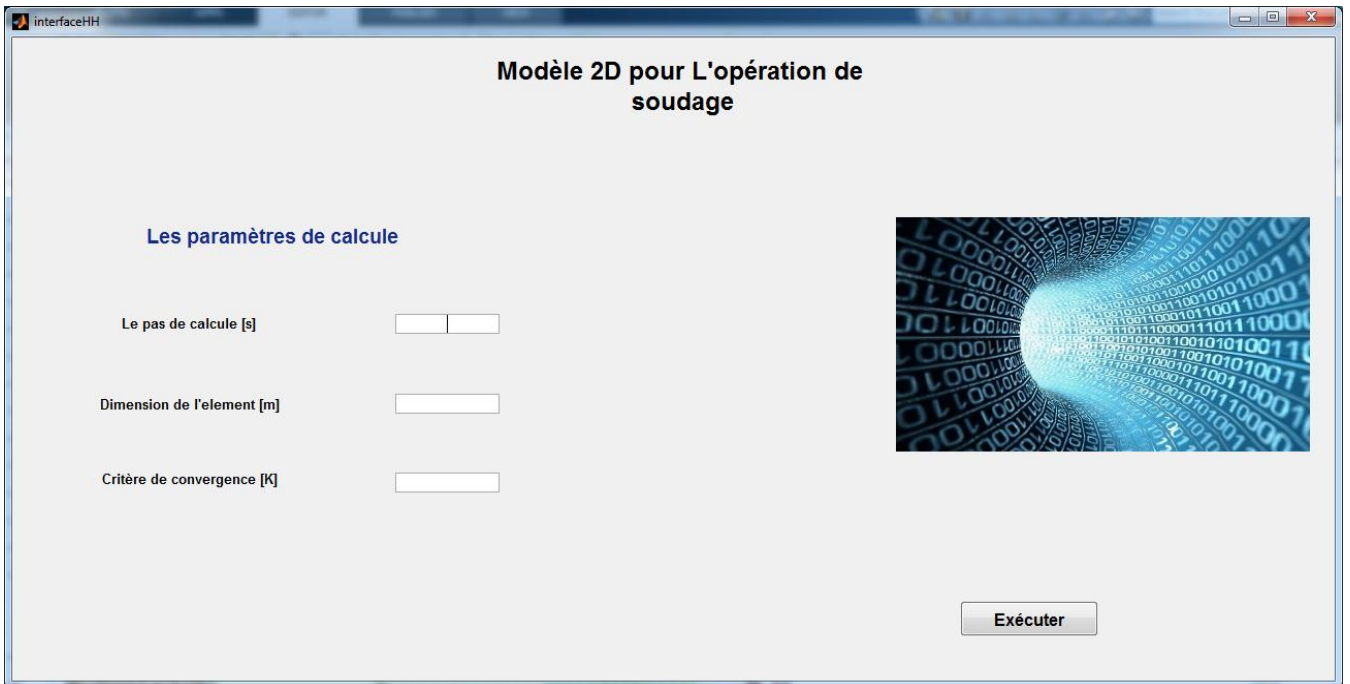 interfaceHH
Modèle 2D pour L'opération de
soudage
Les paramètres de calcule
Le pas de calcule [s]
Dimension de l'element [m]
Critère de convergence [K]
Exécuter